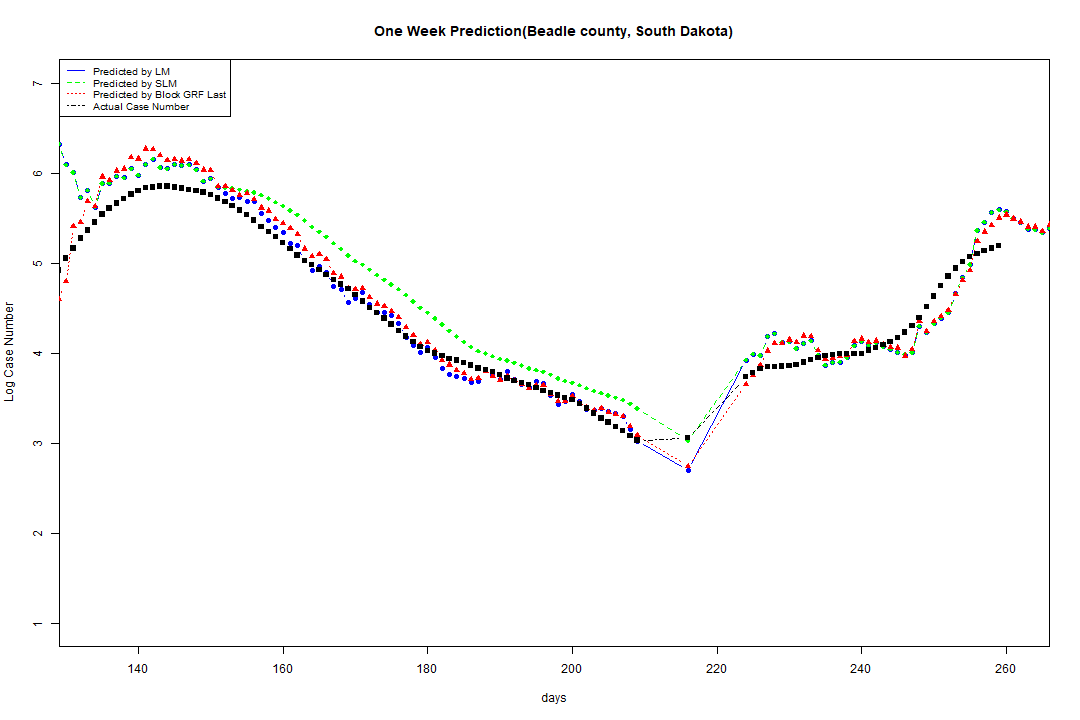 One Week Prediction(Beadle county, South Dakota)
Predicted by LM
Predicted by SLM
Predicted by Block GRF Last
Actual Case Number
7
6
5
4
3
2
1
Log Case Number
140 160 180 200 220 240 260
days